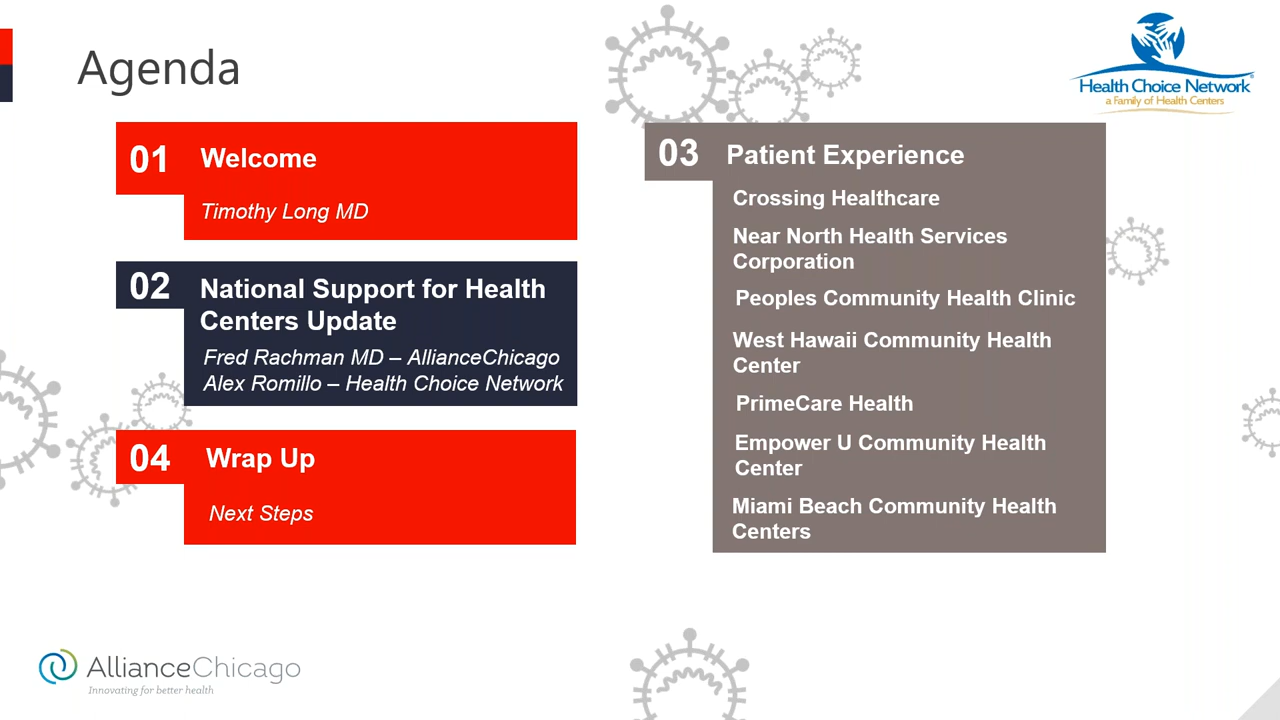 Agenda
Health Choice Network
a Family of Health Centers
01 Welcome
Timothy Long MD
02 National Support for Health
Centers Update
Fred Rachman MD – AllianceChicago
Alex Romillo – Health Choice Network
03 Patient Experience
Crossing Healthcare
Near North Health Services
Corporation
Peoples Community Health Clinic
West Hawaii Community Health
Center
PrimeCare Health
Empower U Community Health
Center
Miami Beach Community Health
Centers
04 Wrap Up
Next Steps
AllianceChicago
Innovating for better health